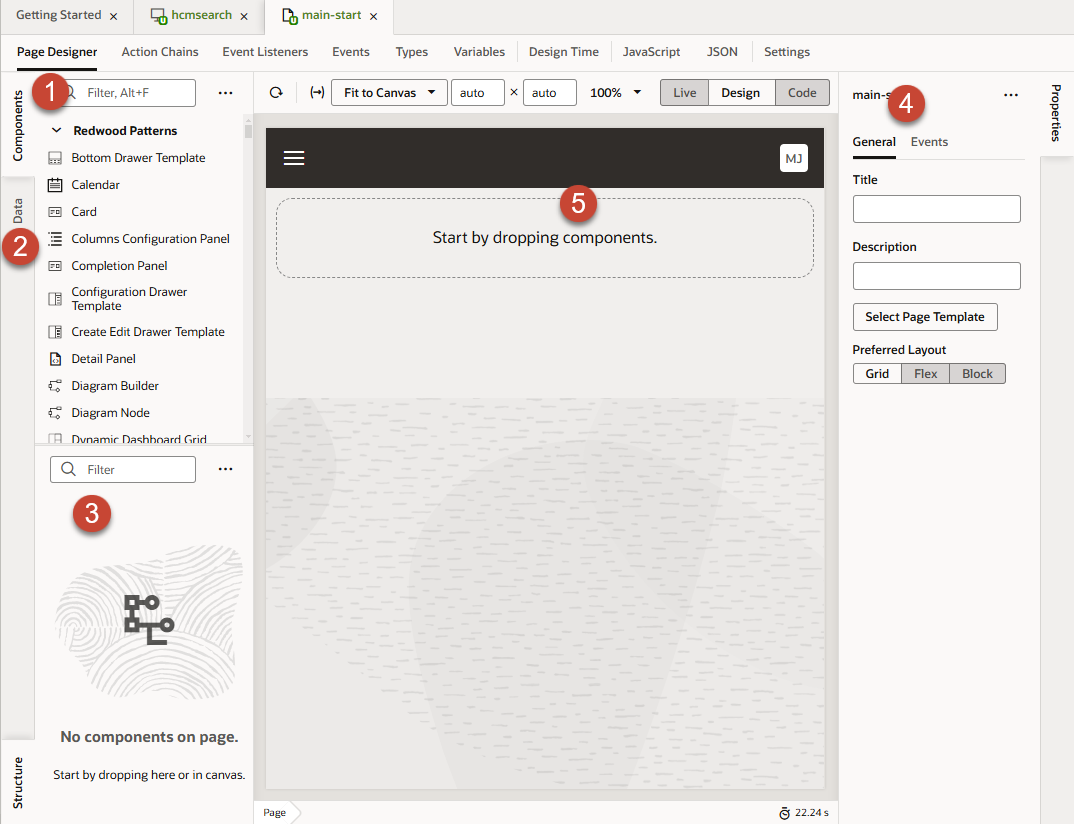 Getting Started ×
hcmsearch ×
main-start ×
Page Designer Action Chains Event Listeners Events Types Variables Design Time JavaScript JSON Settings
Components
1
Filter, Alt+F
Redwood Patterns
Bottom Drawer Template
Calendar
Card
Columns Configuration Panel
Completion Panel
Configuration Drawer
Template
Create Edit Drawer Template
Detail Panel
Diagram Builder
Diagram Node
Dynamic Dashboard Grid
Data
2
Filter
3
No components on page.
Start by dropping here or in canvas.
Structure
Fit to Canvas auto × auto 100% Live Design Code
MJ
5
Start by dropping components.
Page
22.24 s
main-s
4
General Events
Title
Description
Select Page Template
Preferred Layout
Grid Flex Block
Properties